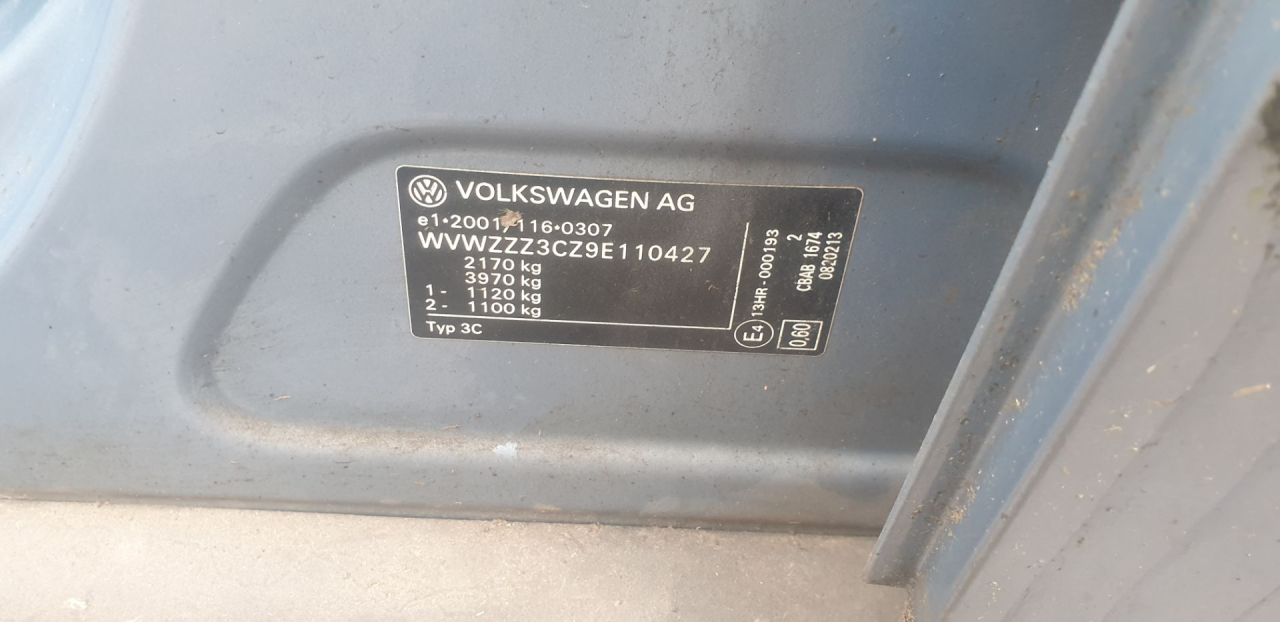 VOLKSWAGEN AG
e1•2001/116•0307
WVWZZZ3CZ9E110427
2170 kg
3970 kg
1 - 1120 kg
2 - 1100 kg
Typ 3C
E4 13HR-000193
2
CBAB 1674
0820213
0,60